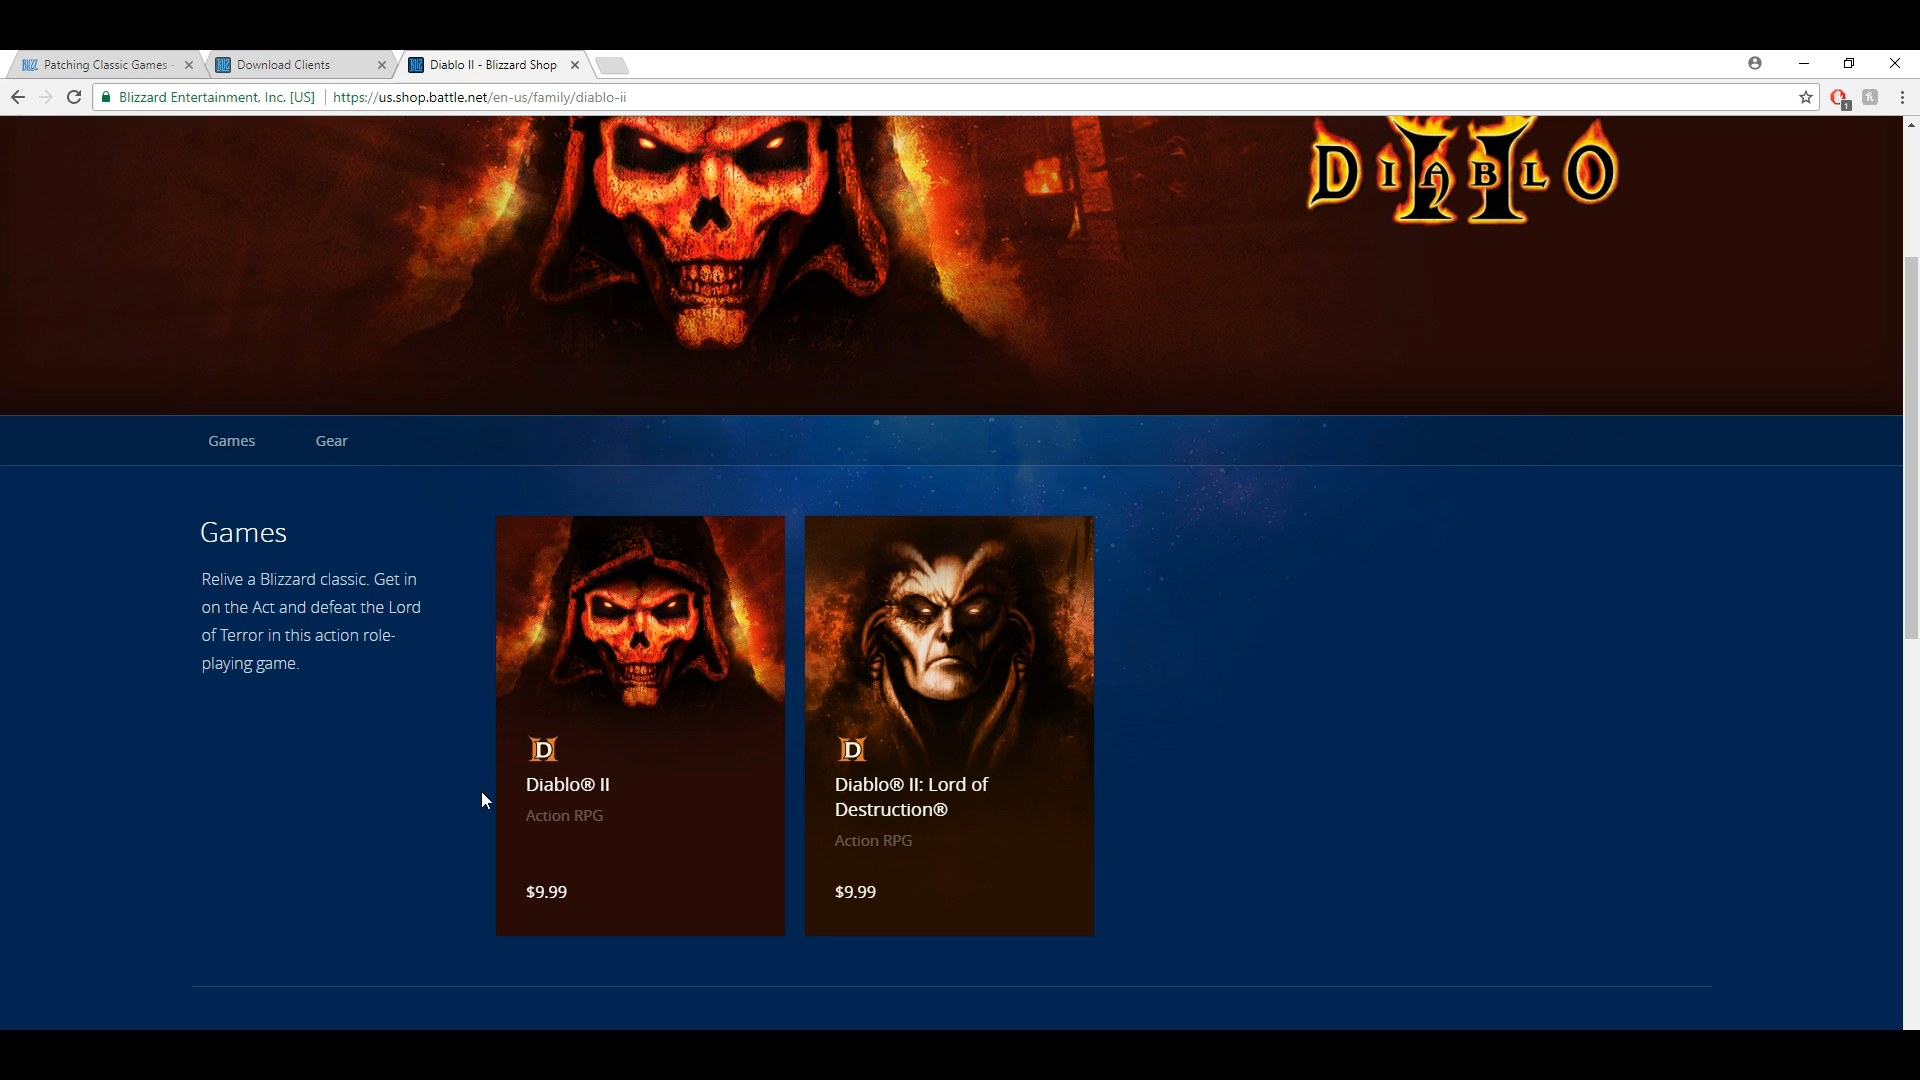 Patching Classic Games -
Download Clients
Diablo II - Blizzard Shop
Blizzard Entertainment, Inc. [US]
https://us.shop.battle.net/en-us/family/diablo-ii
1
DIABLO
II
Games
Gear
Games
Relive a Blizzard classic. Get in
on the Act and defeat the Lord
of Terror in this action role-
playing game.
Diablo® II
Action RPG
$9.99
Diablo® II: Lord of
Destruction®
Action RPG
$9.99